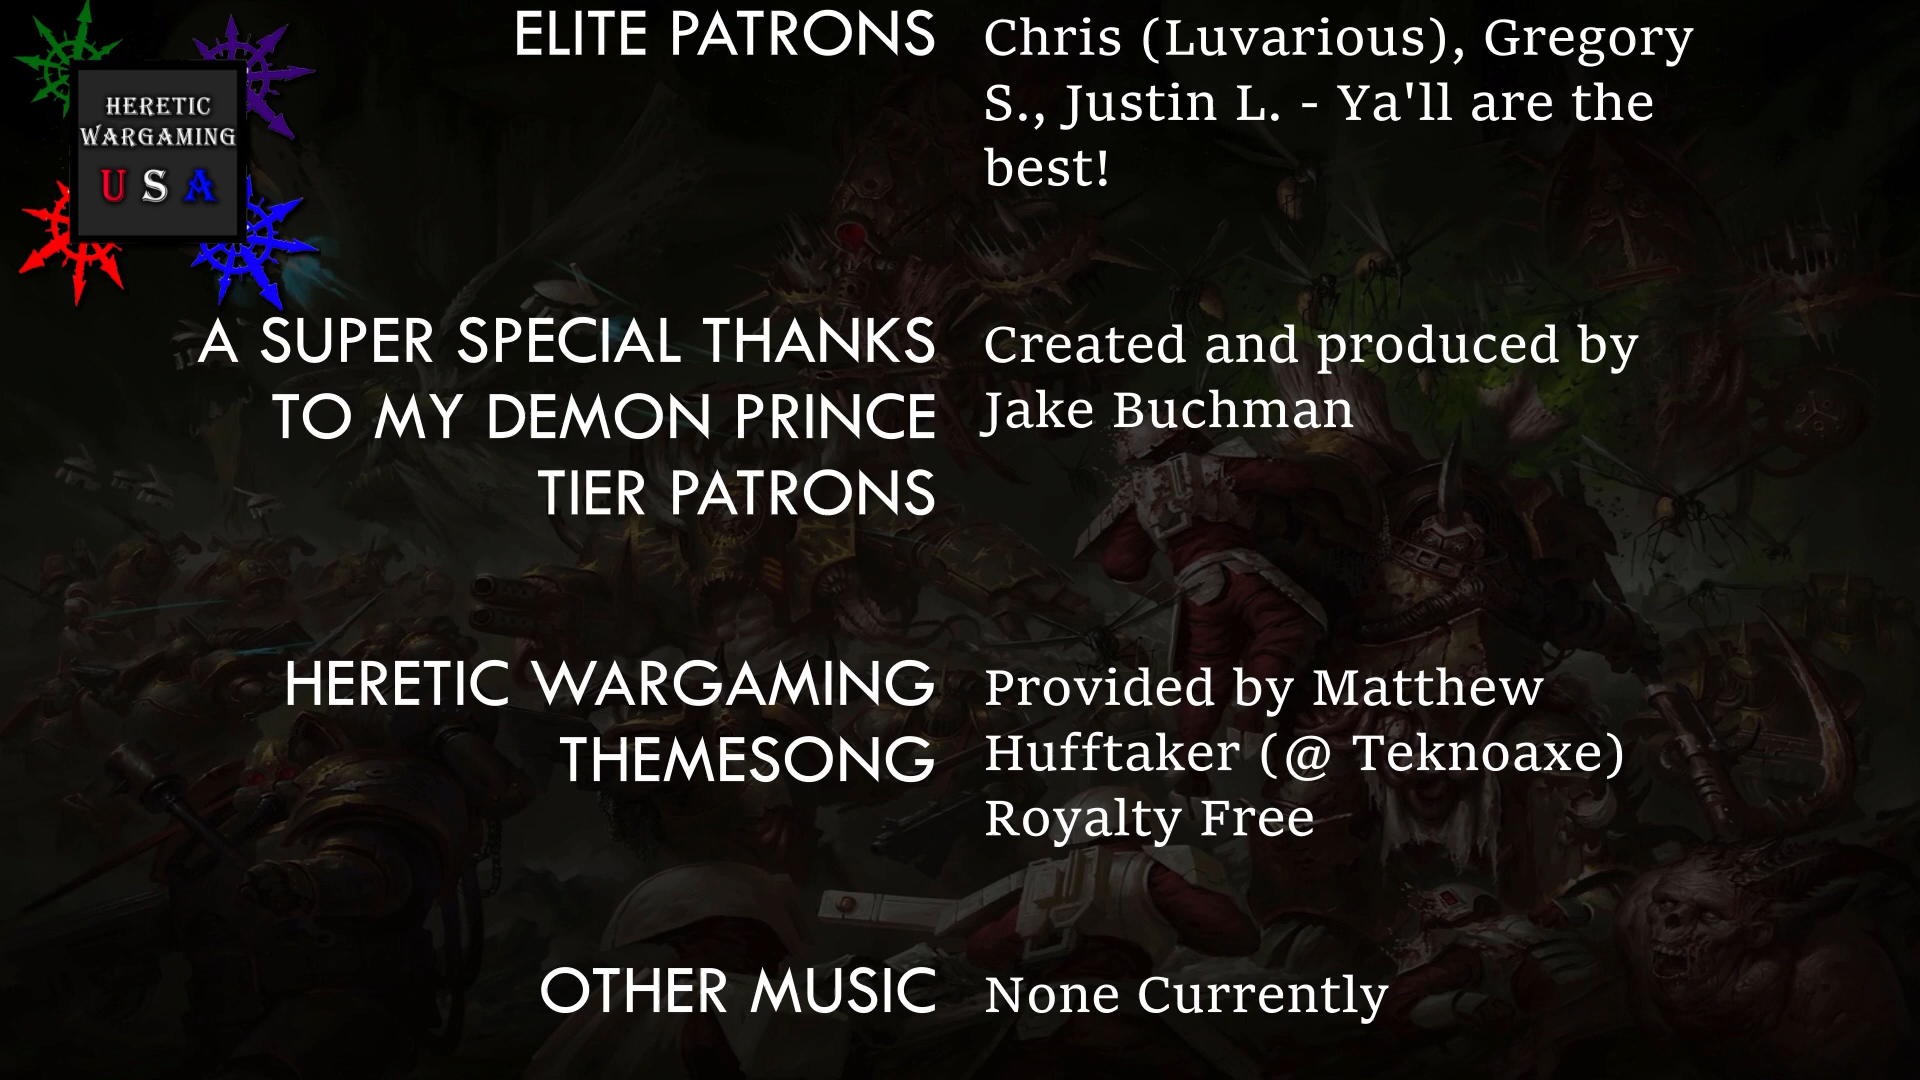 HERETIC
WARGAMING
U S A
ELITE PATRONS
Chris (Luvarious), Gregory
S., Justin L. - Ya'll are the
best!
A SUPER SPECIAL THANKS
TO MY DEMON PRINCE
TIER PATRONS
Created and produced by
Jake Buchman
HERETIC WARGAMING
THEMESONG
Provided by Matthew
Hufftaker (@ Teknoaxe)
Royalty Free
OTHER MUSIC
None Currently